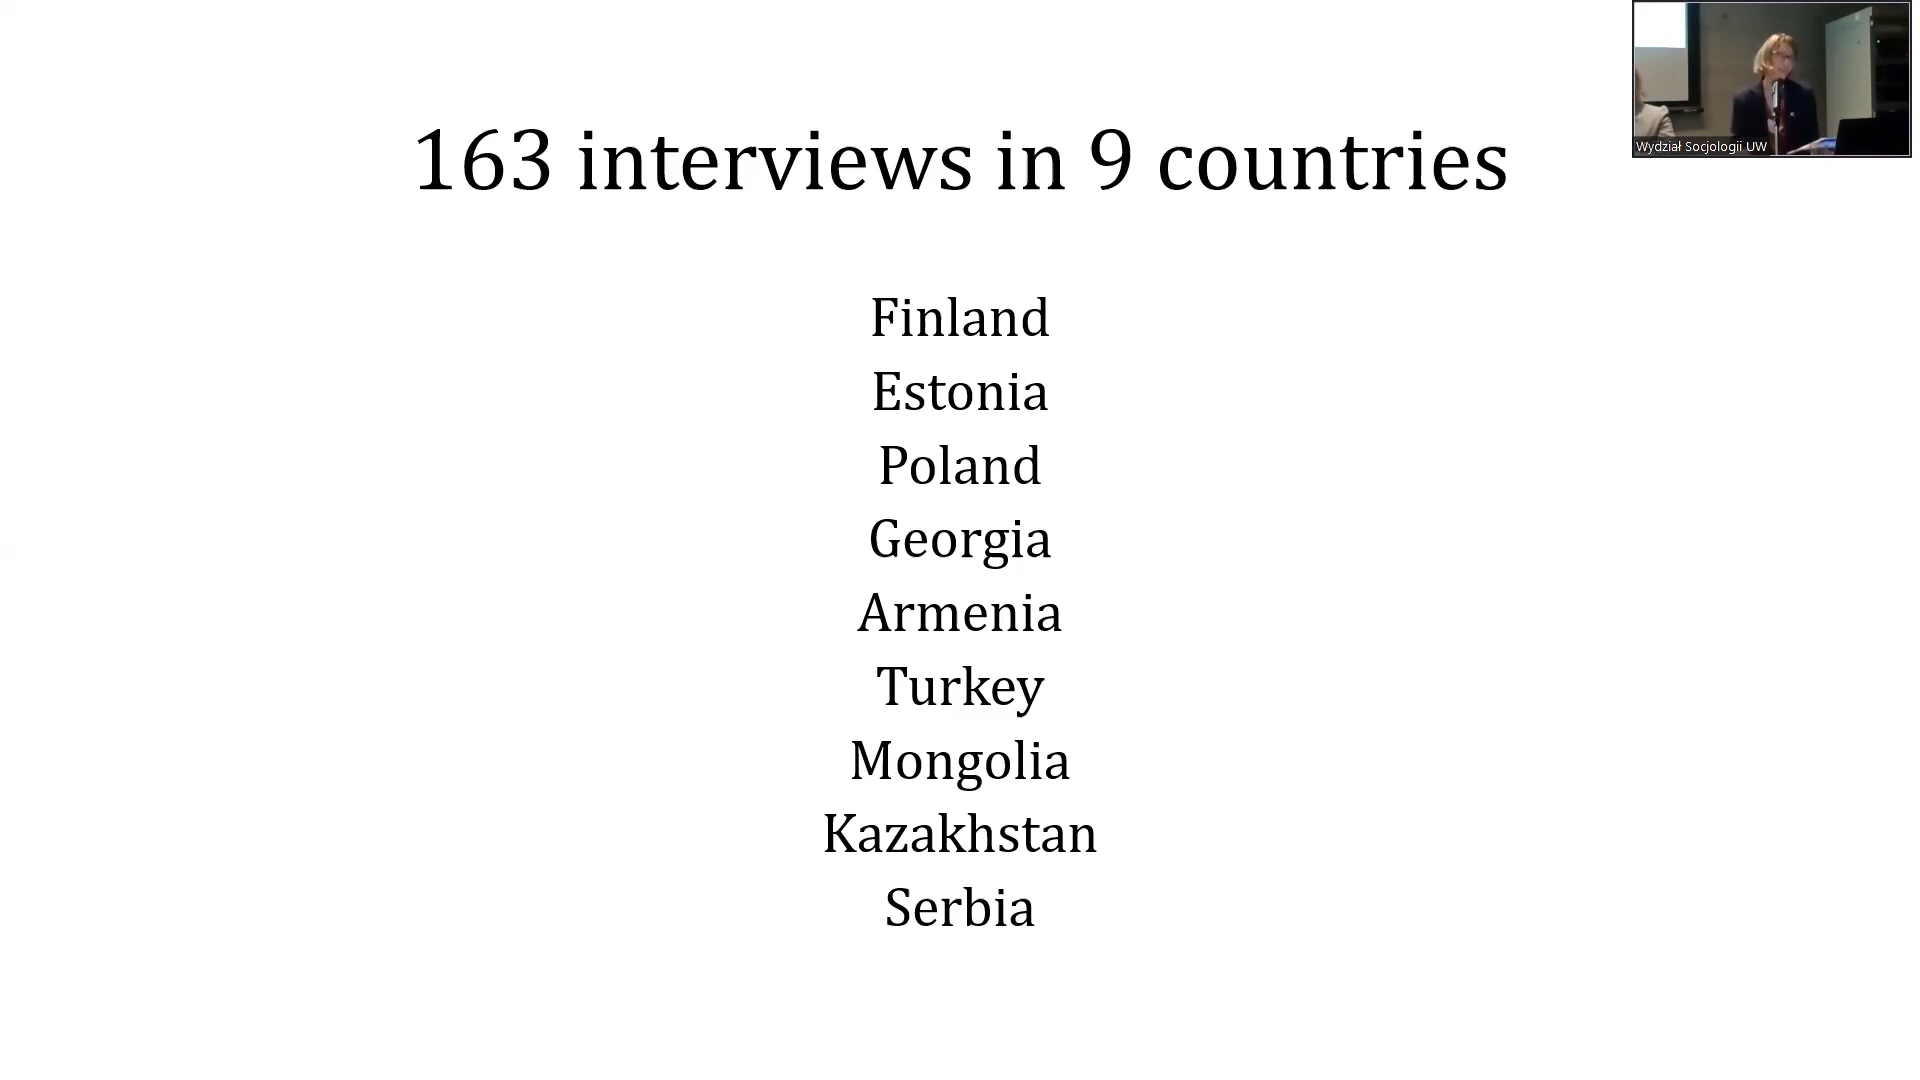 163 interviews in 9 countries
Finland
Estonia
Poland
Georgia
Armenia
Turkey
Mongolia
Kazakhstan
Serbia
Wydział Socjologii UW